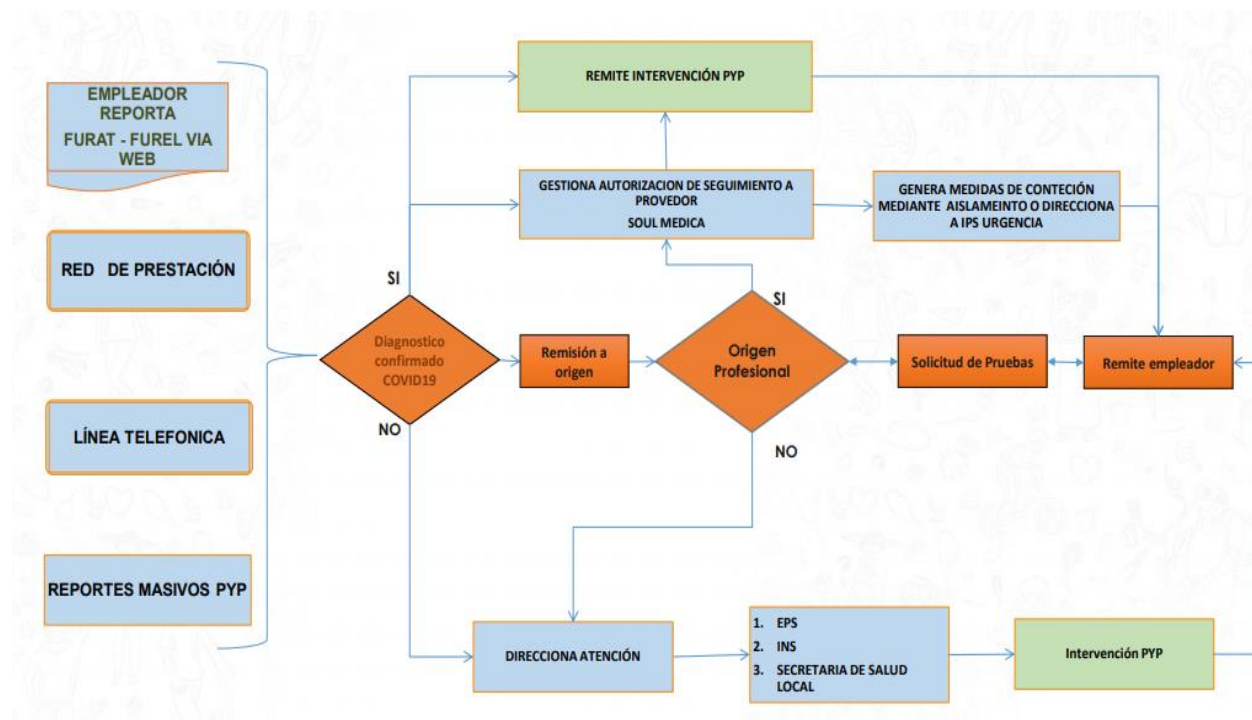 EMPLEADOR
REPORTA
FURAT - FUREL VIA
WEB
RED DE PRESTACIÓN
LÍNEA TELEFONICA
REPORTES MASIVOS PYP
SI
Diagnostico
confirmado
COVID19
NO
REMITE INTERVENCIÓN PYP
GESTIONA AUTORIZACION DE SEGUIMIENTO A
PROVEDOR
SOUL MEDICA
GENERA MEDIDAS DE CONTECIÓN
MEDIANTE AISLAMEINTO O DIRECCIONA
A IPS URGENCIA
Remisión a
origen
SI
Origen
Profesional
NO
Solicitud de Pruebas
Remite empleador
DIRECCIONA ATENCIÓN
1. EPS
2. INS
3. SECRETARIA DE SALUD
LOCAL
Intervención PYP